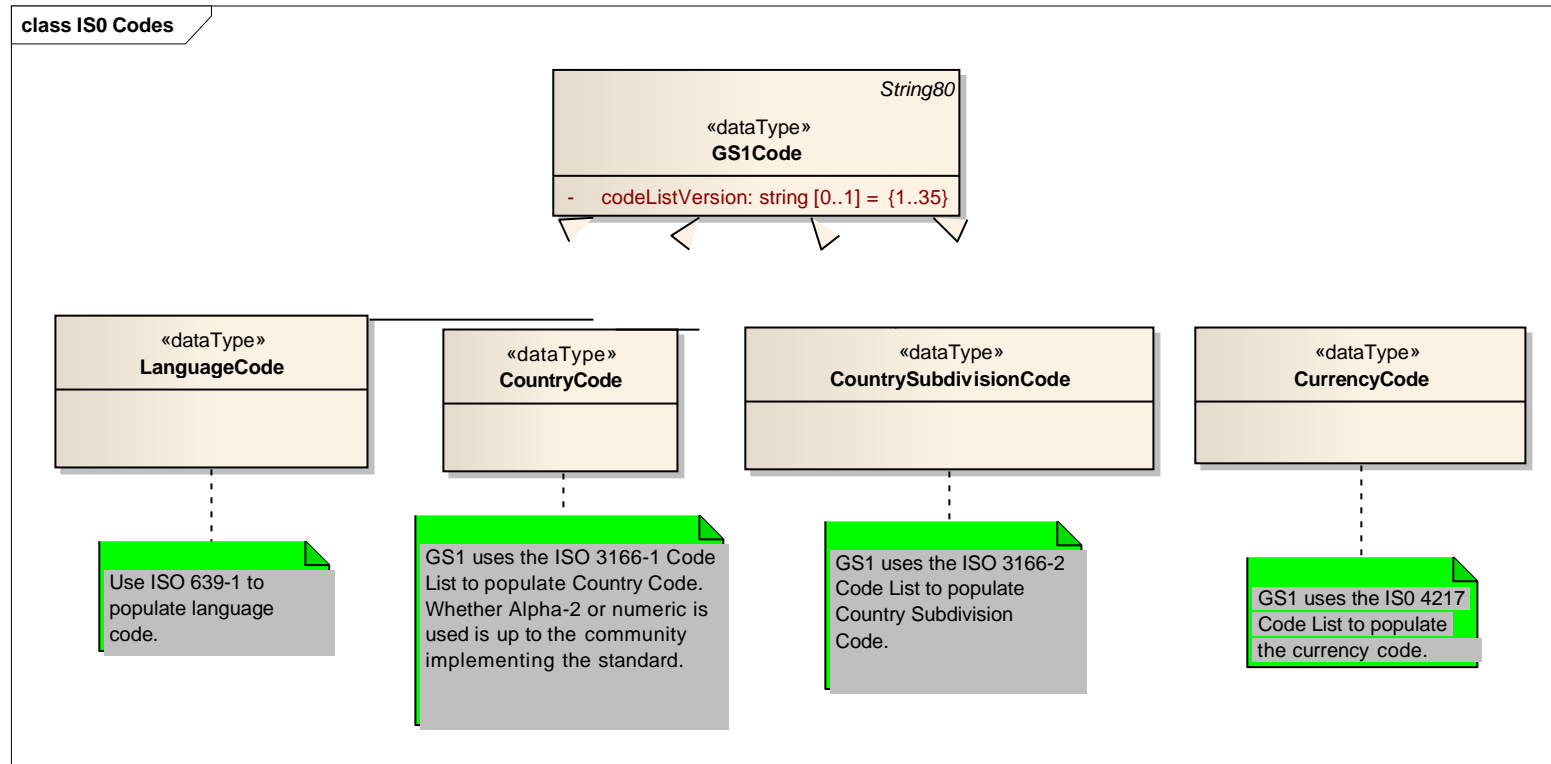 class IS0 Codes
String80
«dataType»
GS1Code
- codeListVersion: string [0..1] = {1..35}
«dataType»
LanguageCode
«dataType»
CountryCode
«dataType»
CountrySubdivisionCode
«dataType»
CurrencyCode
Use ISO 639-1 to
populate language
code.
GS1 uses the ISO 3166-1 Code
List to populate Country Code.
Whether Alpha-2 or numeric is
used is up to the community
implementing the standard.
GS1 uses the ISO 3166-2
Code List to populate
Country Subdivision
Code.
GS1 uses the IS0 4217
Code List to populate
the currency code.